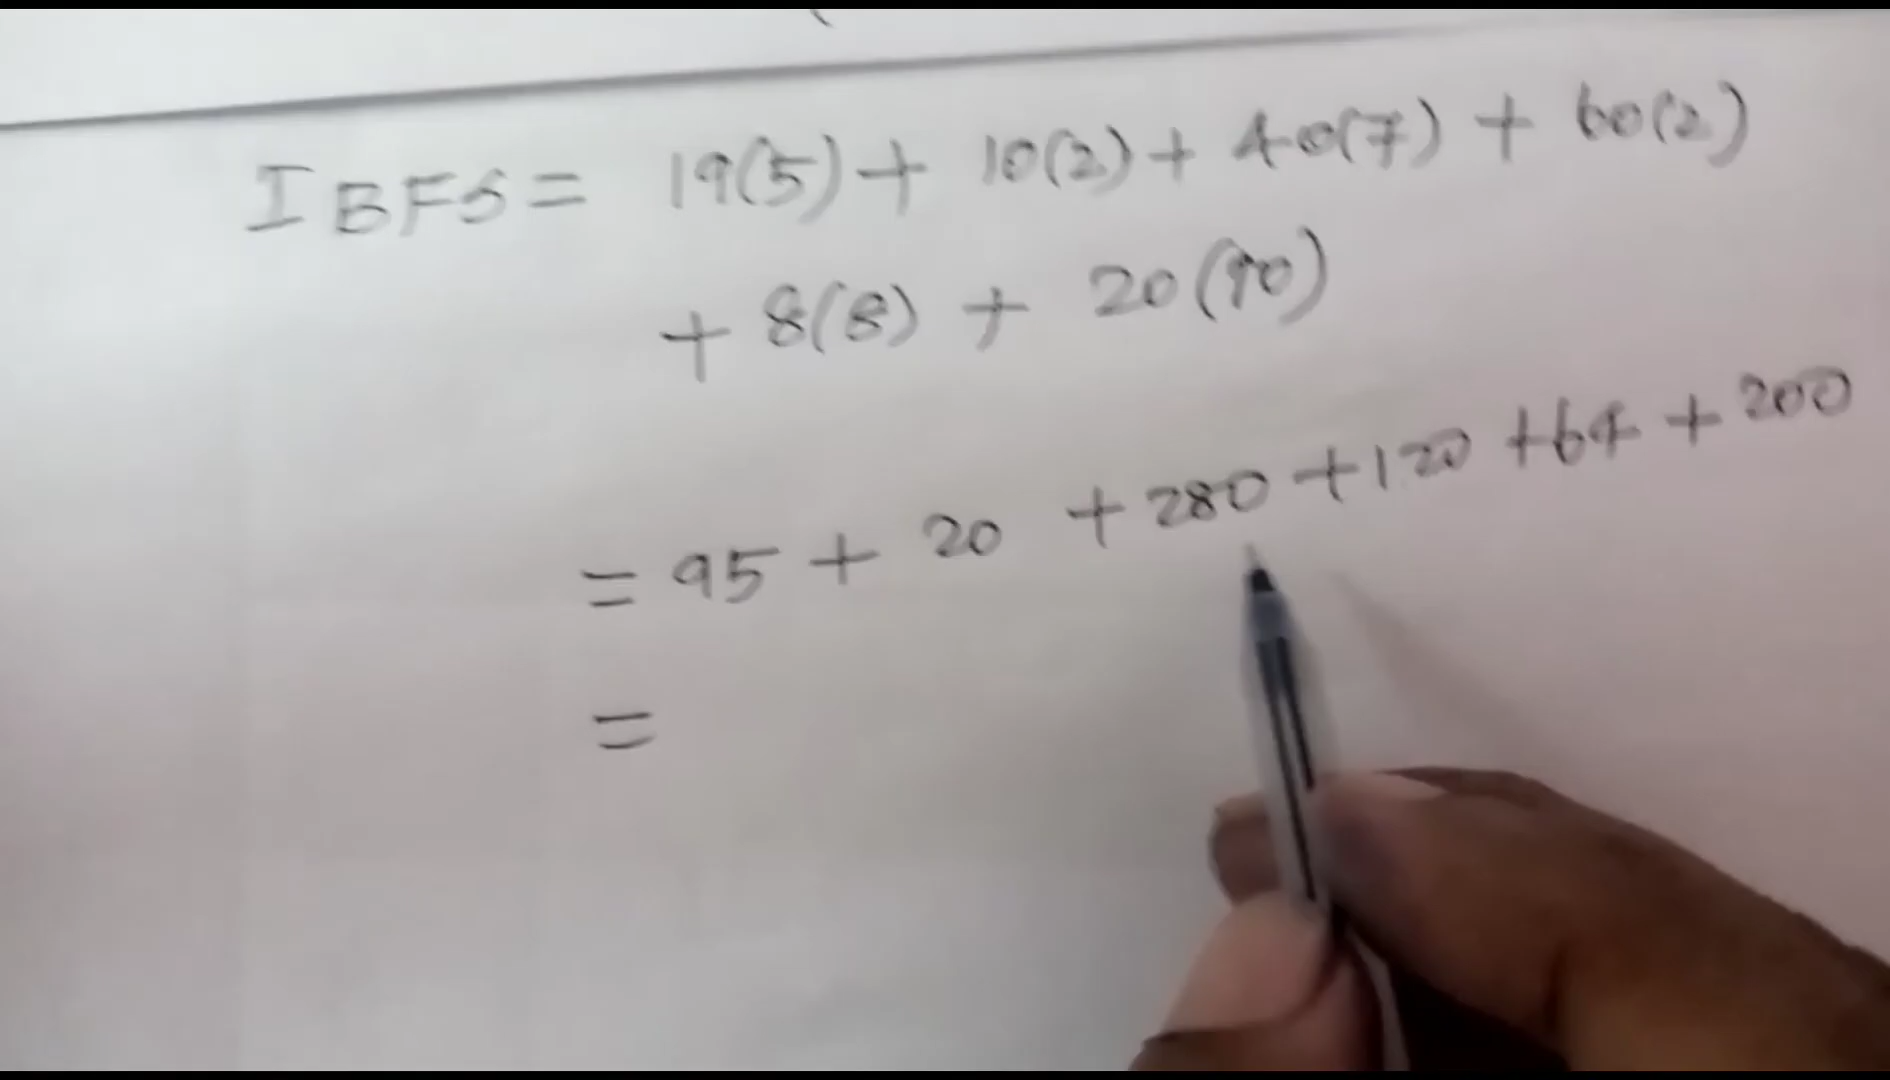 IBFS = 19(5) + 10(2) + 40(7) + 60(2)
+ 8(8) + 20(10)
= 95 + 20 + 280 + 120 + 64 + 200
=